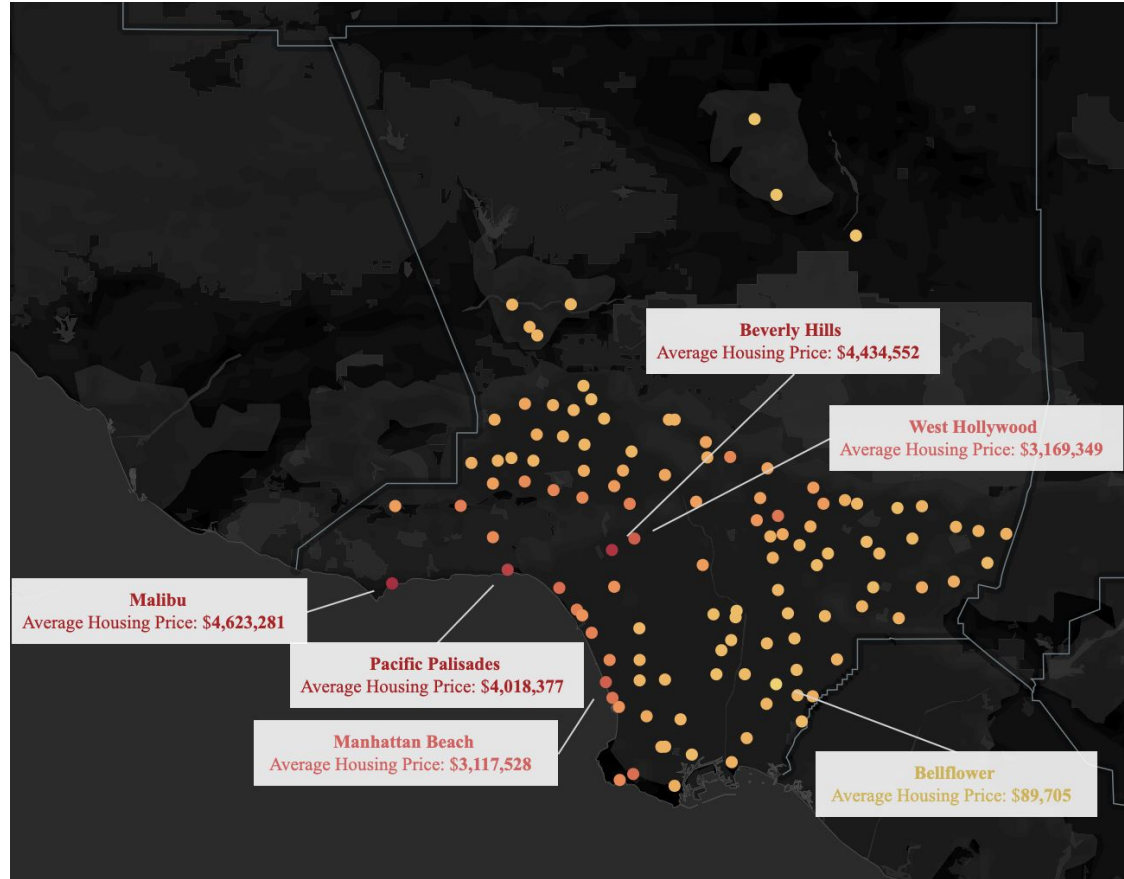 Beverly Hills
Average Housing Price: $4,434,552
West Hollywood
Average Housing Price: $3,169,349
Malibu
Average Housing Price: $4,623,281
Pacific Palisades
Average Housing Price: $4,018,377
Manhattan Beach
Average Housing Price: $3,117,528
Bellflower
Average Housing Price: $89,705